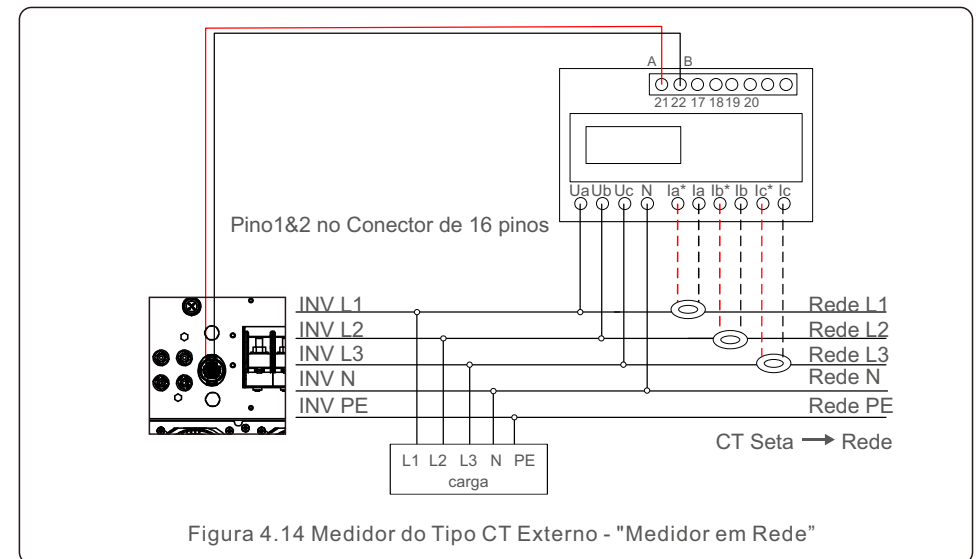 A B
21 22 17 18 19 20
Ua Ub Uc N Ia* Ia Ib* Ib Ic* Ic
Pino1&2 no Conector de 16 pinos
INV L1 Rede L1
INV L2 Rede L2
INV L3 Rede L3
INV N Rede N
INV PE Rede PE
CT Seta → Rede
L1 L2 L3 N PE
carga
Figura 4.14 Medidor do Tipo CT Externo - "Medidor em Rede”